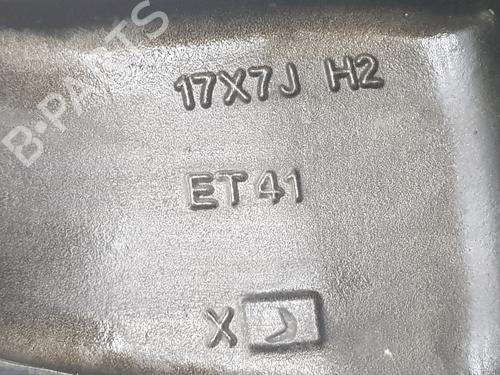 B-PARTS
17X7J H2
ET41
X